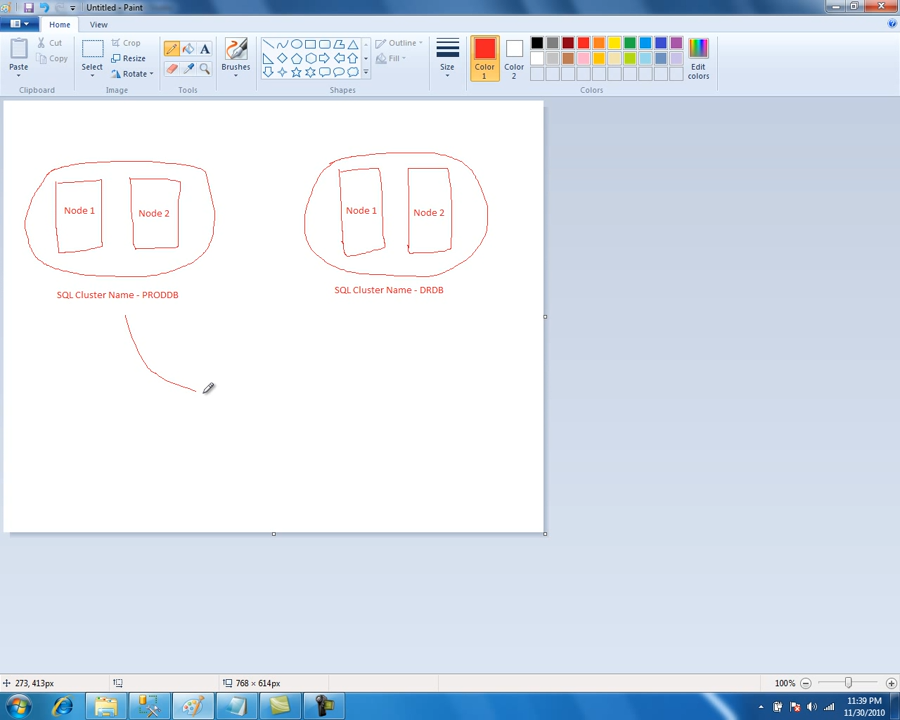 Untitled - Paint
Home
View
Paste
Cut
Copy
Clipboard
Select
Crop
Resize
Rotate
Image
A
Tools
Brushes
Outline
Fill
Shapes
Size
Color 1
Color 2
Edit colors
Colors
Node 1
Node 2
Node 1
Node 2
SQL Cluster Name - PRODDB
SQL Cluster Name - DRDB
273, 413px
768 × 614px
100%
11:39 PM
11/30/2010